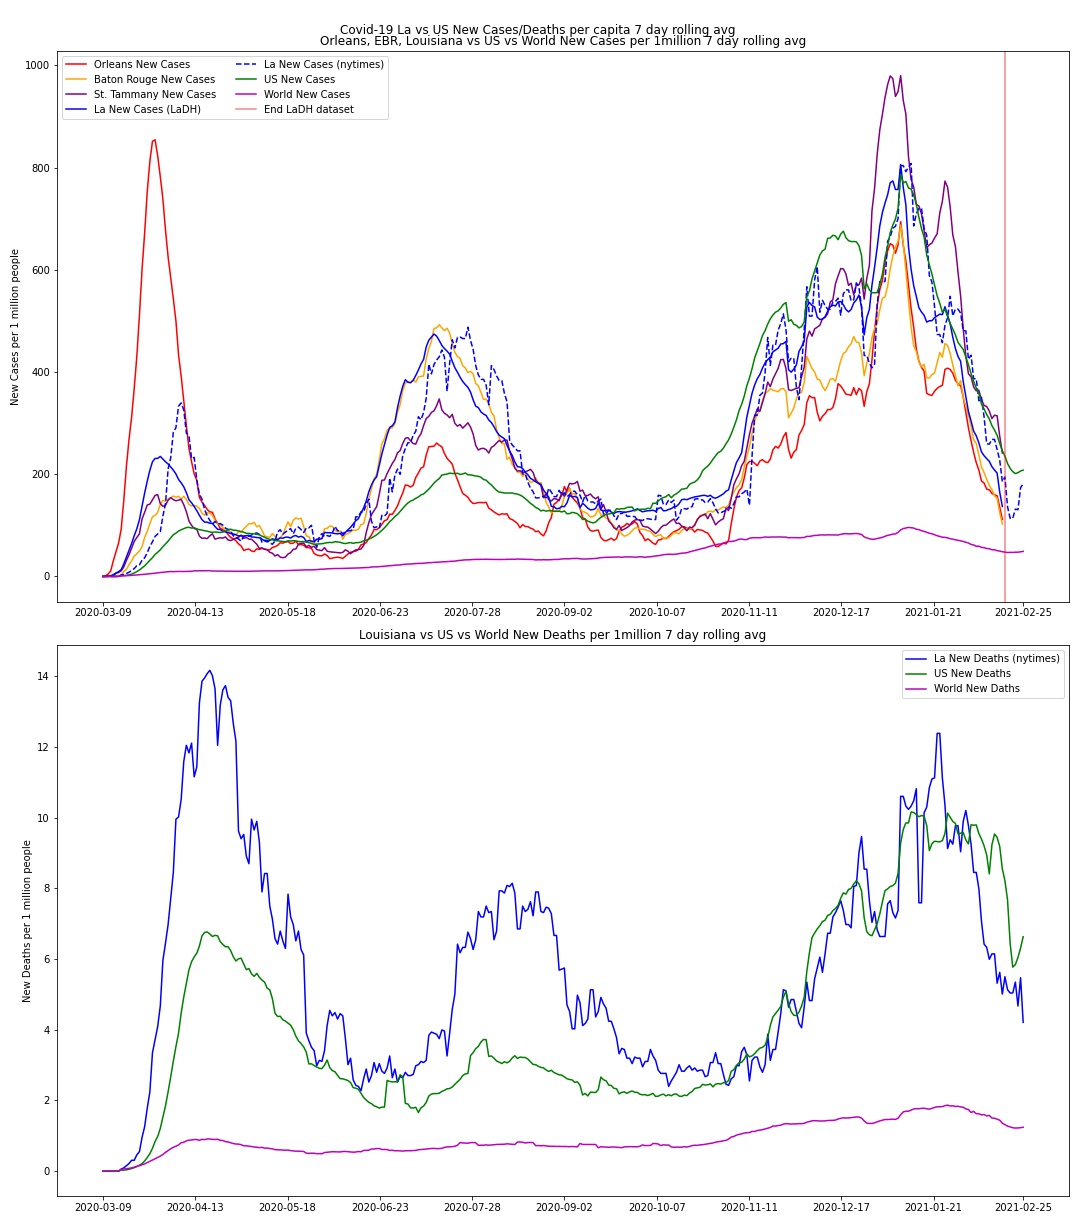 Covid-19 La vs US New Cases/Deaths per capita 7 day rolling avg
Orleans, EBR, Louisiana vs US vs World New Cases per 1million 7 day rolling avg
Orleans New Cases
Baton Rouge New Cases
St. Tammany New Cases
La New Cases (LaDH)
La New Cases (nytimes)
US New Cases
World New Cases
End LaDH dataset
New Cases per 1 million people
1000
800
600
400
200
0
2020-03-09 2020-04-13 2020-05-18 2020-06-23 2020-07-28 2020-09-02 2020-10-07 2020-11-11 2020-12-17 2021-01-21 2021-02-25
Louisiana vs US vs World New Deaths per 1million 7 day rolling avg
La New Deaths (nytimes)
US New Deaths
World New Daths
New Deaths per 1 million people
14
12
10
8
6
4
2
0
2020-03-09 2020-04-13 2020-05-18 2020-06-23 2020-07-28 2020-09-02 2020-10-07 2020-11-11 2020-12-17 2021-01-21 2021-02-25